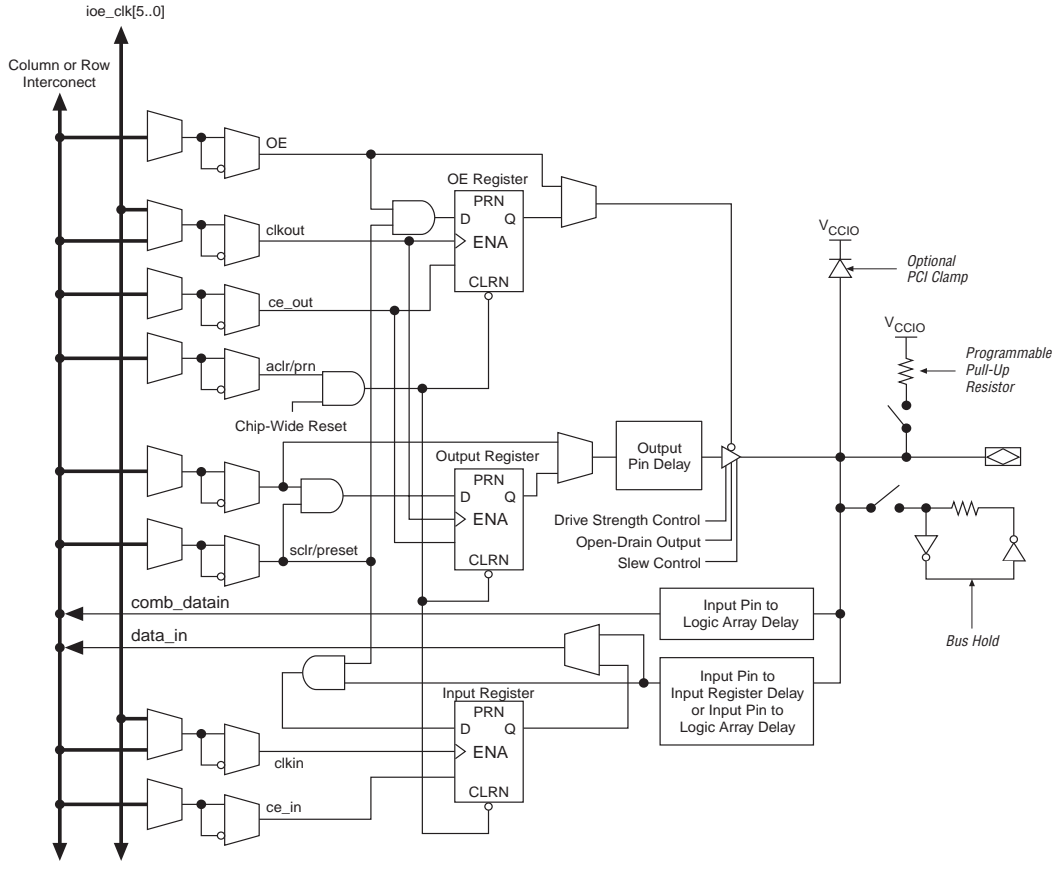 ioe_clk[5..0]
Column or Row
Interconect
OE
OE Register
PRN
D Q
ENA
CLRN
clkout
ce_out
aclr/prn
Chip-Wide Reset
VCCIO
Optional
PCI Clamp
VCCIO
Programmable
Pull-Up
Resistor
Output Register
PRN
D Q
ENA
CLRN
Output
Pin Delay
Drive Strength Control
Open-Drain Output
Slew Control
sclr/preset
comb_datain
data_in
Input Pin to
Logic Array Delay
Bus Hold
Input Pin to
Input Register Delay
or Input Pin to
Logic Array Delay
Input Register
PRN
D Q
ENA
CLRN
clkin
ce_in